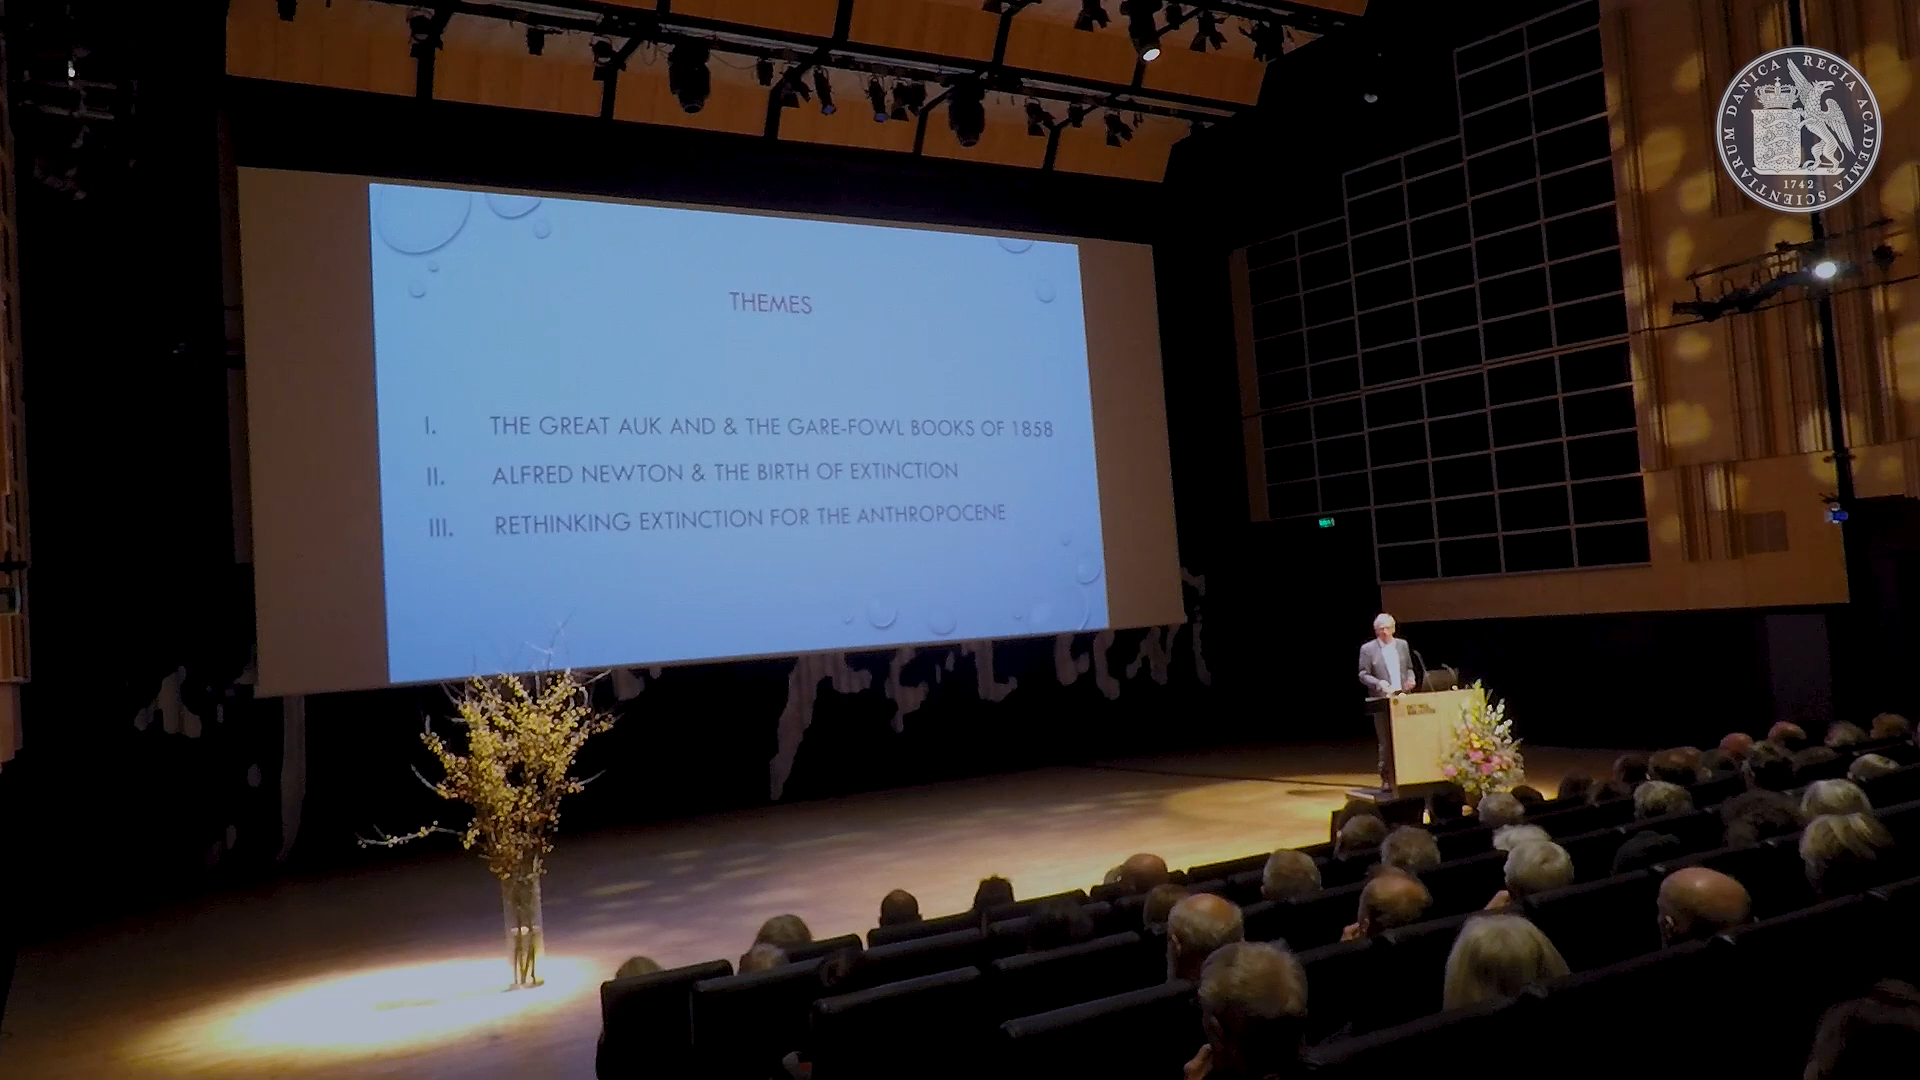 THEMES
I. THE GREAT AUK AND & THE GARE-FOWL BOOKS OF 1858
II. ALFRED NEWTON & THE BIRTH OF EXTINCTION
III. RETHINKING EXTINCTION FOR THE ANTHROPOCENE
REGIA ACADEMIA SCIENTIARUM DANICA
1742